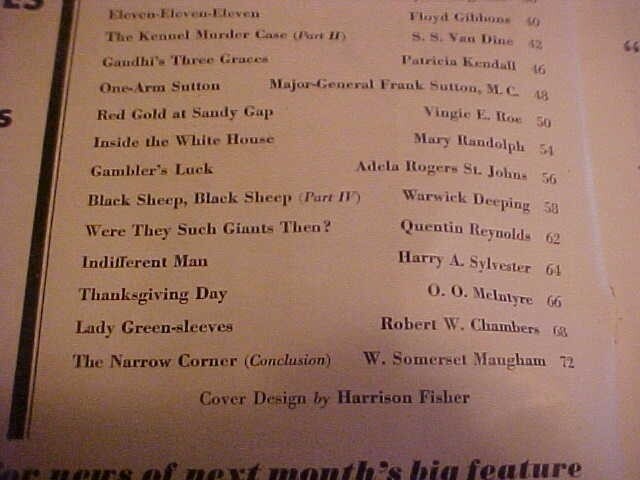 ES
Eleven-Eleven-Eleven Floyd Gibbons 40
The Kennel Murder Case (Part II) S. S. Van Dine 42
Gandhi's Three Graces Patricia Kendall 46
One-Arm Sutton Major-General Frank Sutton, M. C. 48
Red Gold at Sandy Gap Vingie E. Roe 50
Inside the White House Mary Randolph 54
Gambler's Luck Adela Rogers St. Johns 56
Black Sheep, Black Sheep (Part IV) Warwick Deeping 58
Were They Such Giants Then? Quentin Reynolds 62
Indifferent Man Harry A. Sylvester 64
Thanksgiving Day O. O. McIntyre 66
Lady Green-sleeves Robert W. Chambers 68
The Narrow Corner (Conclusion) W. Somerset Maugham 72
Cover Design by Harrison Fisher
for news of next month's big feature